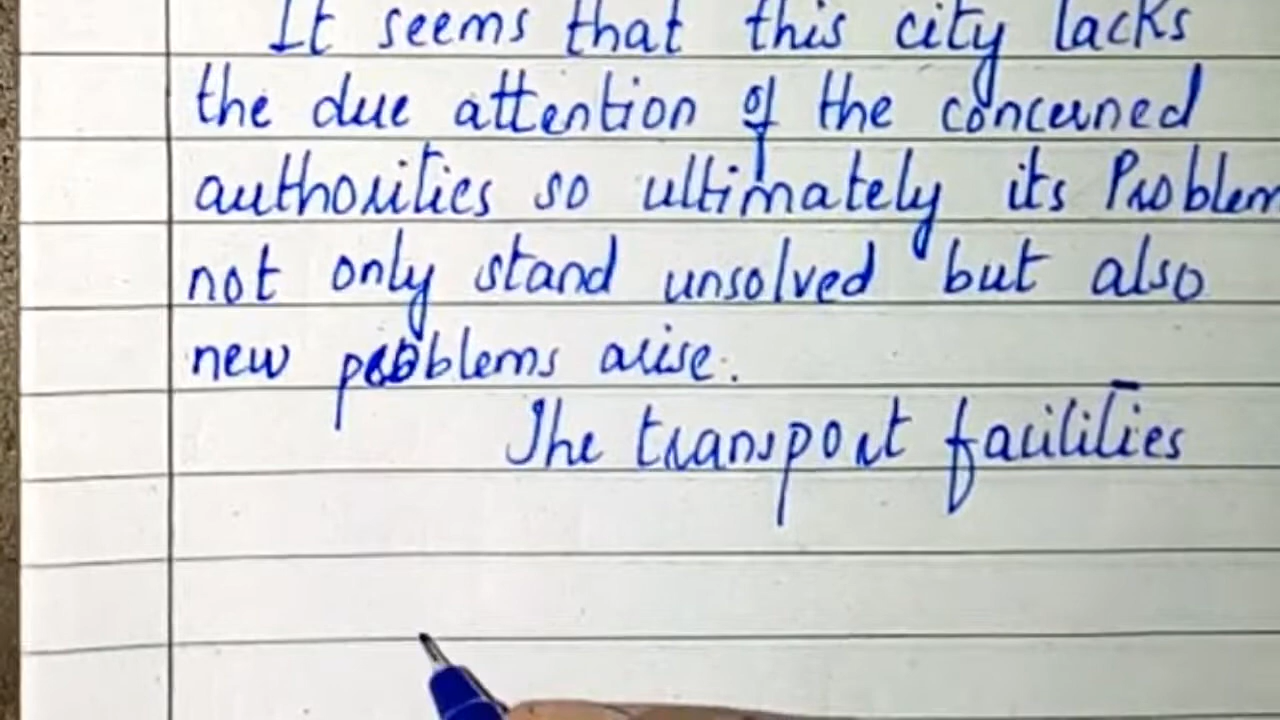 It seems that this city lacks
the due attention of the concerned
authorities so ultimately its Problem
not only stand unsolved but also
new problems arise.
The transport facilities